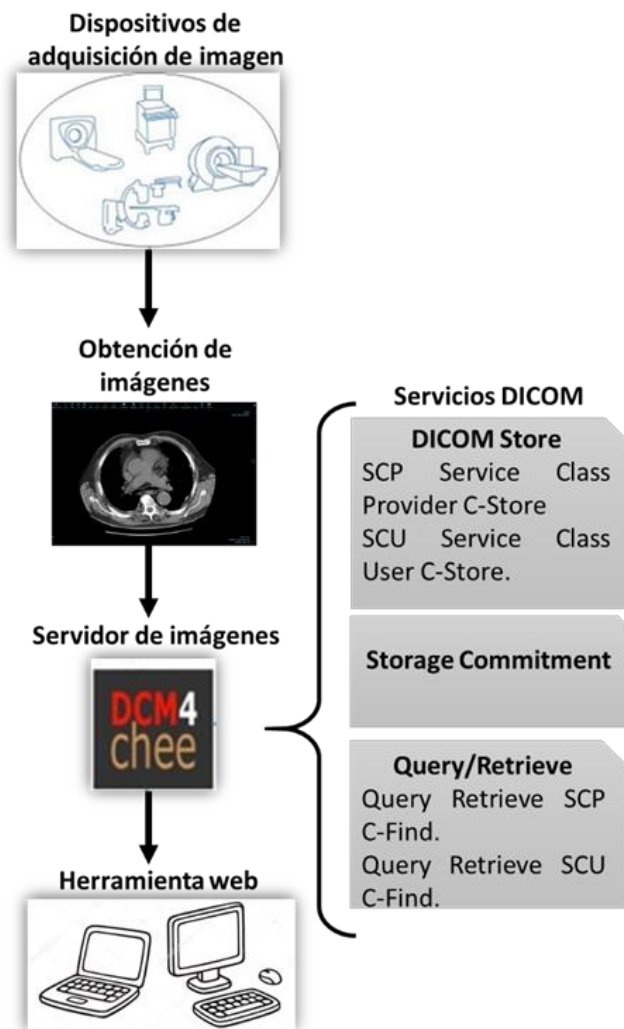 Dispositivos de
adquisición de imagen
Obtención de
imágenes
Servidor de imágenes
DCM4
chee
Herramienta web
Servicios DICOM
DICOM Store
SCP Service Class
Provider C-Store
SCU Service Class
User C-Store.
Storage Commitment
Query/Retrieve
Query Retrieve SCP
C-Find.
Query Retrieve SCU
C-Find.